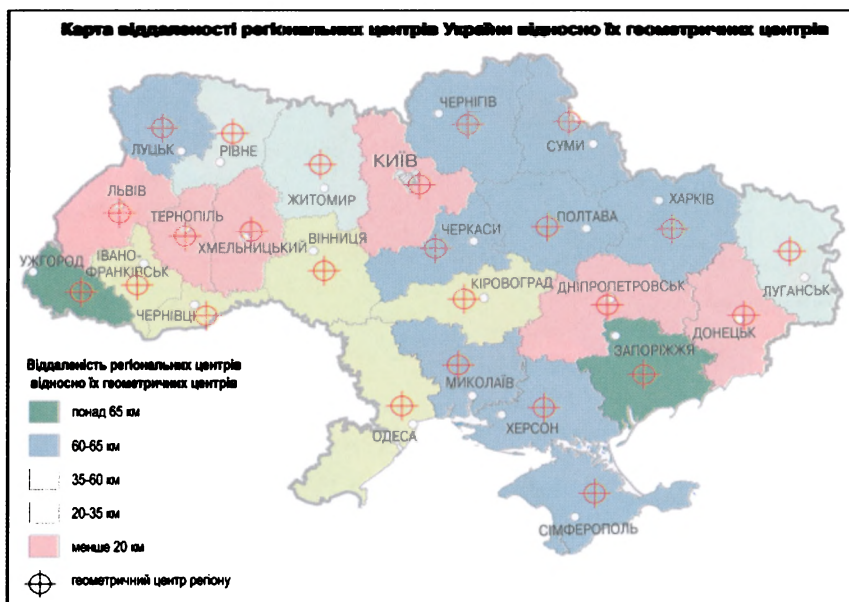 Карта віддаленості регіональних центрів України відносно їх геометричних центрів
ЧЕРНІГІВ
СУМИ
ЛУЦЬК
РІВНЕ
КИЇВ
ЖИТОМИР
ЛЬВІВ
ХАРКІВ
ТЕРНОПІЛЬ
ПОЛТАВА
ЧЕРКАСИ
ХМЕЛЬНИЦЬКИЙ
ВІННИЦЯ
УЖГОРОД
ІВАНО-
ФРАНКІВСЬК
КІРОВОГРАД
ДНІПРОПЕТРОВСЬК
ЛУГАНСЬК
ЧЕРНІВЦІ
ДОНЕЦЬК
ЗАПОРІЖЖЯ
МИКОЛАЇВ
ХЕРСОН
ОДЕСА
СІМФЕРОПОЛЬ
Віддаленість регіональних центрів
відносно їх геометричних центрів
понад 65 км
60-65 км
35-60 км
20-35 км
менше 20 км
геометричний центр регіону